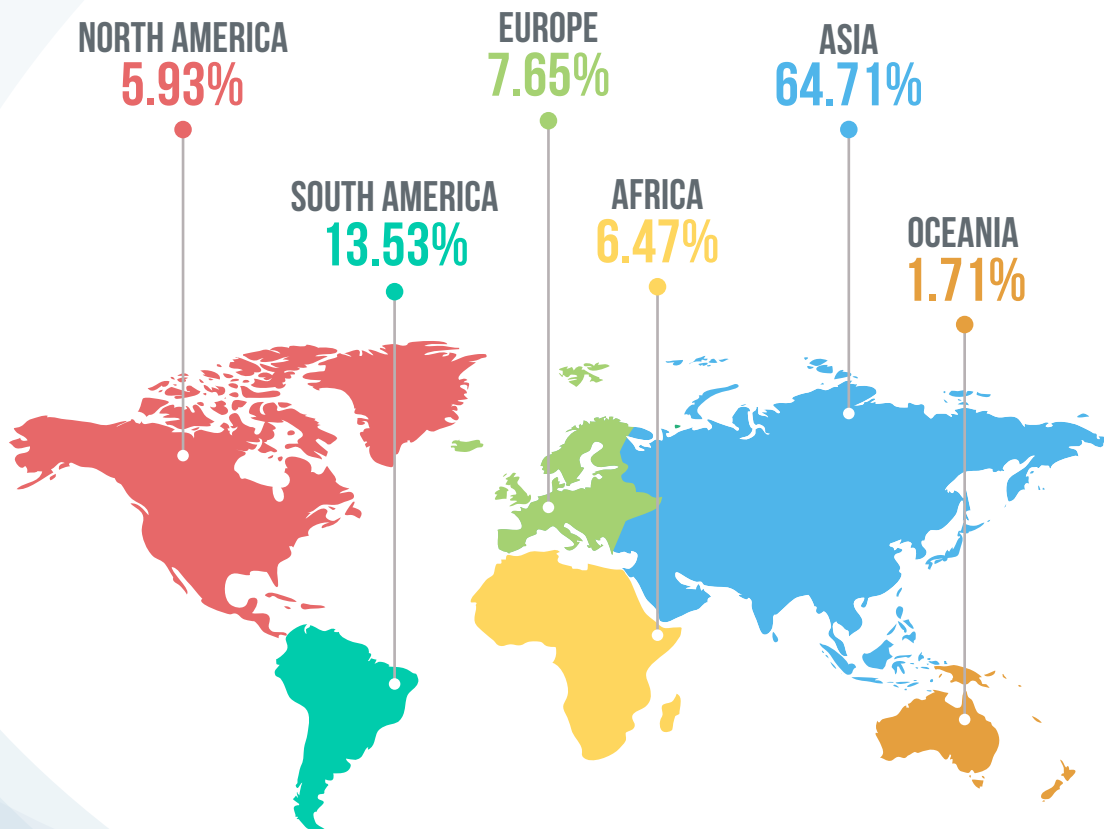 NORTH AMERICA
5.93%
EUROPE
7.65%
ASIA
64.71%
SOUTH AMERICA
13.53%
AFRICA
6.47%
OCEANIA
1.71%